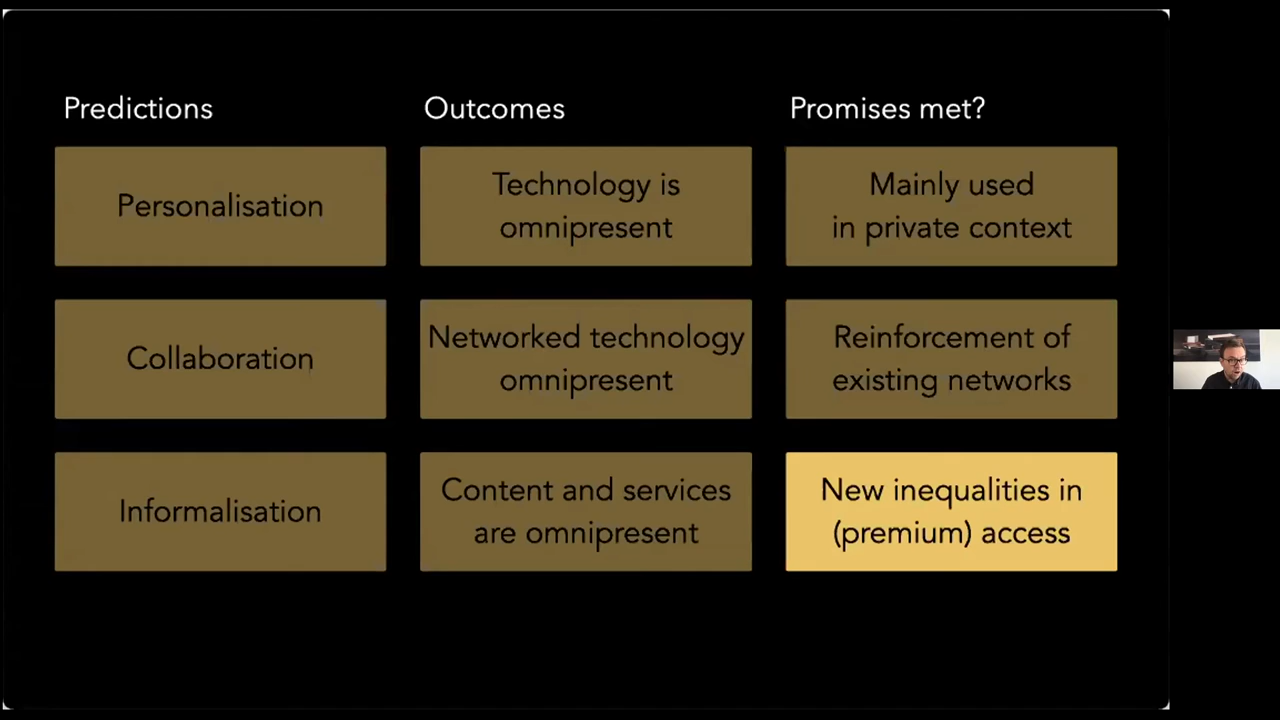 Predictions
Outcomes
Promises met?
Personalisation
Technology is
omnipresent
Mainly used
in private context
Collaboration
Networked technology
omnipresent
Reinforcement of
existing networks
Informalisation
Content and services
are omnipresent
New inequalities in
(premium) access